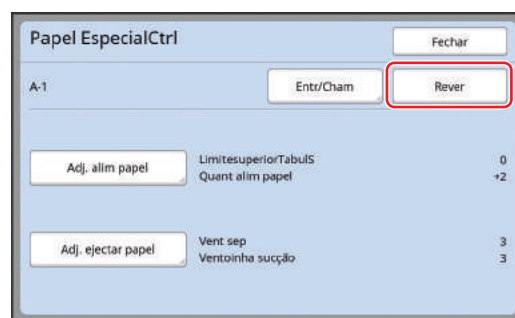 Papel EspecialCtrl
Fechar
A-1
Entr/Cham
Rever
Adj. alim papel
LimitesuperiorTabulS 0
Quant alim papel +2
Adj. ejectar papel
Vent sep 3
Ventoinha sucção 3